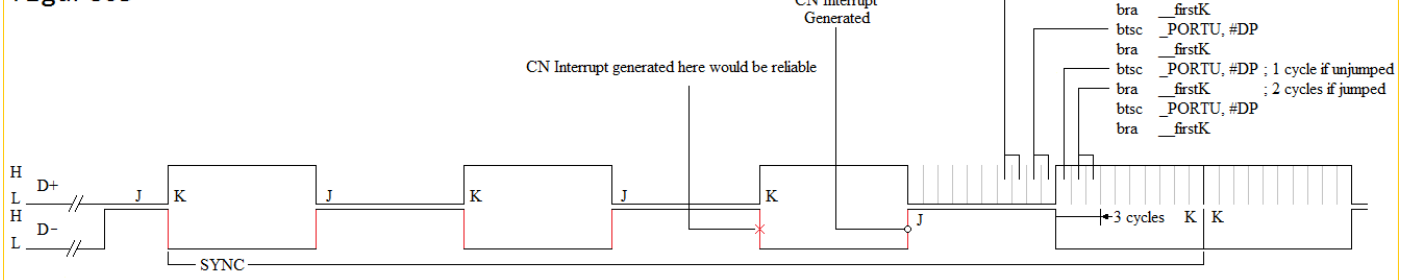 CN Interrupt
Generated
bra __firstK
btsc _PORTU, #DP
bra __firstK
CN Interrupt generated here would be reliable
btsc _PORTU, #DP ; 1 cycle if unjumped
bra __firstK ; 2 cycles if jumped
btsc _PORTU, #DP
bra __firstK
H
D+
L
J K J K J K
H
D-
L
J
3 cycles K K
SYNC